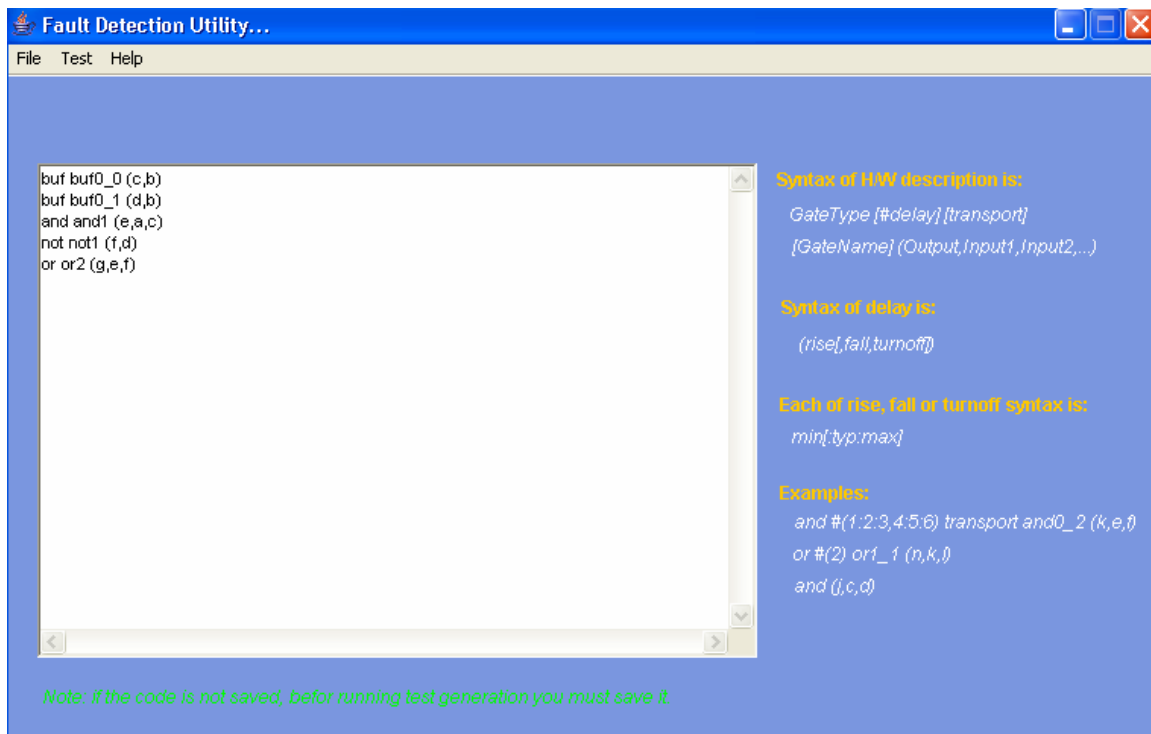 Fault Detection Utility...
File Test Help
buf buf0_0 (c,b)
buf buf0_1 (d,b)
and and1 (e,a,c)
not not1 (f,d)
or or2 (g,e,f)
Syntax of H/W description is:
GateType [#delay] [transport]
[GateName] (Output,Input1,Input2,...)
Syntax of delay is:
(rise[,fall,turnoff])
Each of rise, fall or turnoff syntax is:
min[:typ:max]
Examples:
and #(1:2:3,4:5:6) transport and0_2 (k,e,f)
or #(2) or1_1 (n,k,l)
and (j,c,d)
Note: If the code is not saved, befor running test generation you must save it.